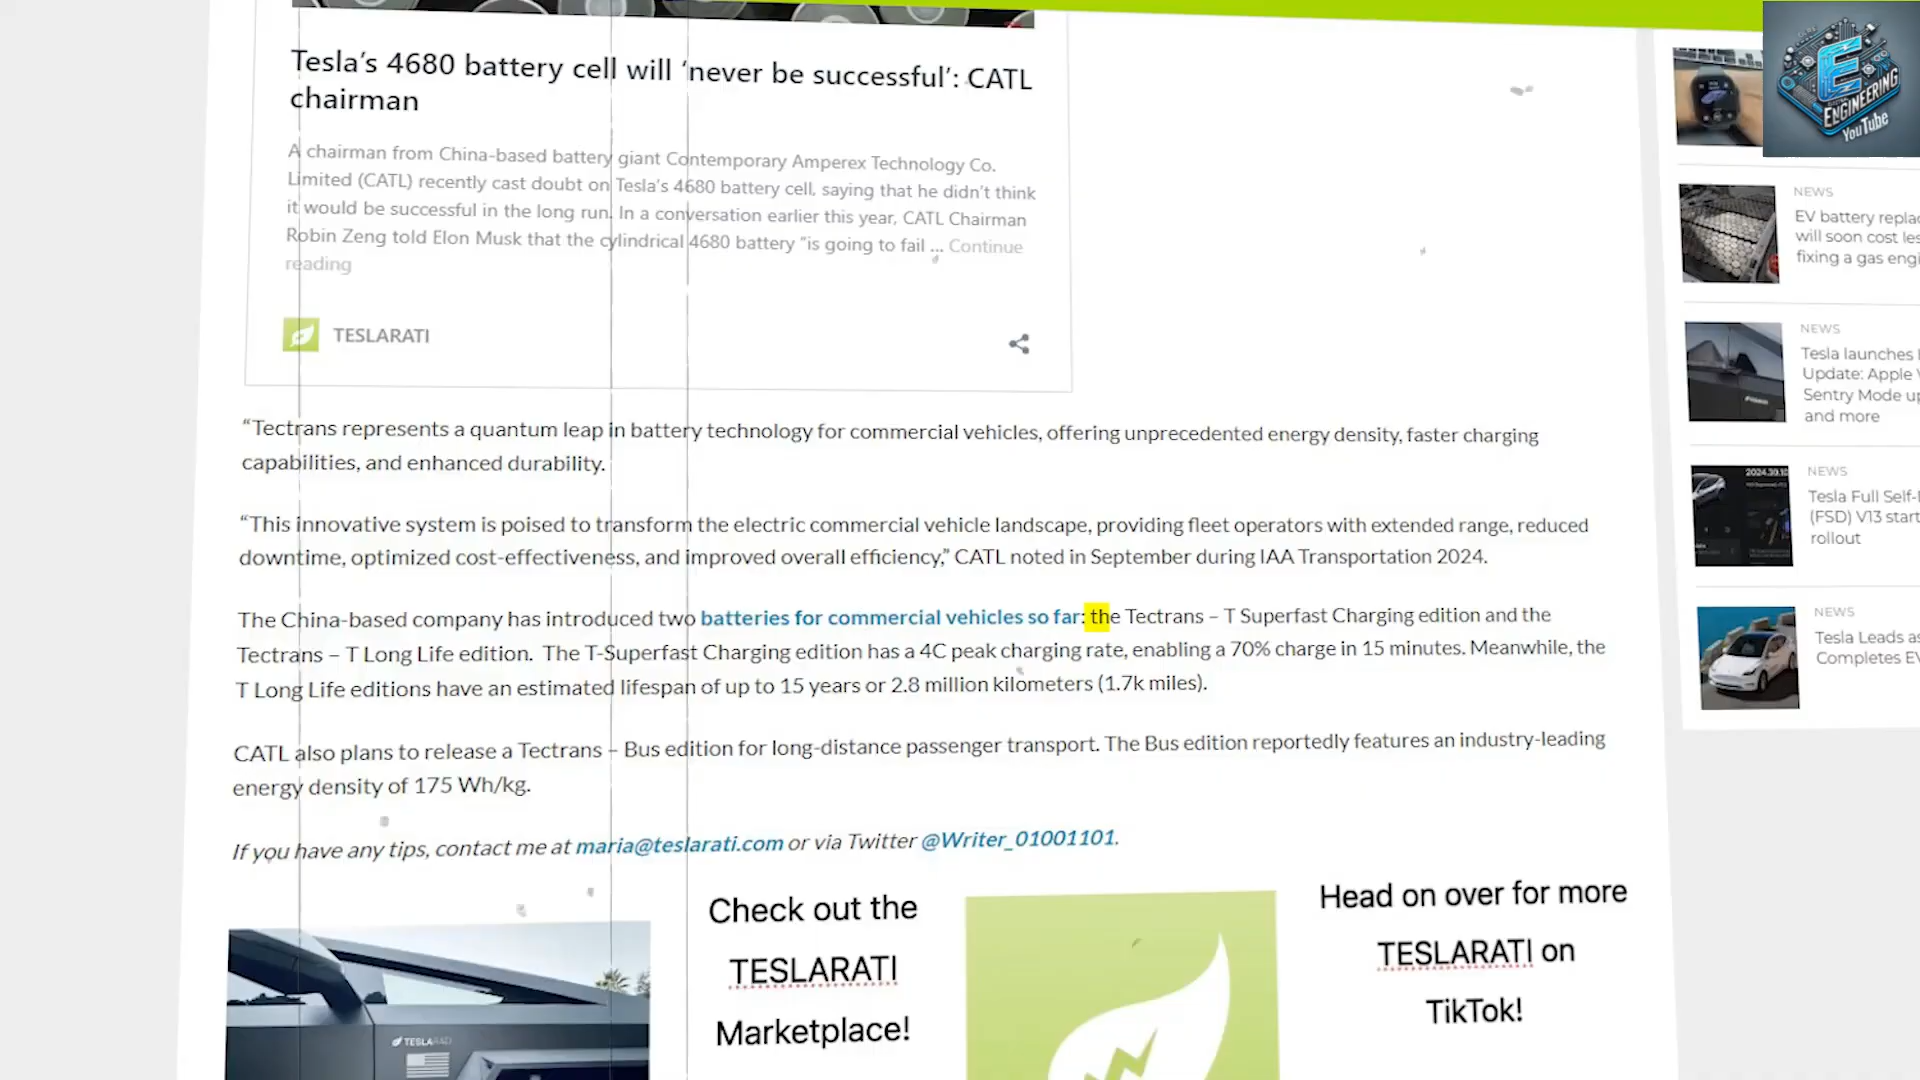 Tesla's 4680 battery cell will 'never be successful': CATL
chairman
A chairman from China-based battery giant Contemporary Amperex Technology Co.
Limited (CATL) recently cast doubt on Tesla's 4680 battery cell, saying that he didn't think
it would be successful in the long run. In a conversation earlier this year, CATL Chairman
Robin Zeng told Elon Musk that the cylindrical 4680 battery "is going to fail ... Continue
reading
TESLARATI
"Tectrans represents a quantum leap in battery technology for commercial vehicles, offering unprecedented energy density, faster charging
capabilities, and enhanced durability.
"This innovative system is poised to transform the electric commercial vehicle landscape, providing fleet operators with extended range, reduced
downtime, optimized cost-effectiveness, and improved overall efficiency," CATL noted in September during IAA Transportation 2024.
The China-based company has introduced two batteries for commercial vehicles so far: the Tectrans – T Superfast Charging edition and the
Tectrans – T Long Life edition. The T-Superfast Charging edition has a 4C peak charging rate, enabling a 70% charge in 15 minutes. Meanwhile, the
T Long Life editions have an estimated lifespan of up to 15 years or 2.8 million kilometers (1.7k miles).
CATL also plans to release a Tectrans – Bus edition for long-distance passenger transport. The Bus edition reportedly features an industry-leading
energy density of 175 Wh/kg.
If you have any tips, contact me at maria@teslarati.com or via Twitter @Writer_01001101.
Check out the
TESLARATI
Marketplace!
Head on over for more
TESLARATI on
TikTok!
E
ENGINEERING
YouTube
NEWS
EV battery repla
will soon cost les
fixing a gas engi
NEWS
Tesla launches
Update: Apple
Sentry Mode up
and more
2024.39.10
NEWS
Tesla Full Self-
(FSD) V13 start
rollout
NEWS
Tesla Leads as
Completes EV